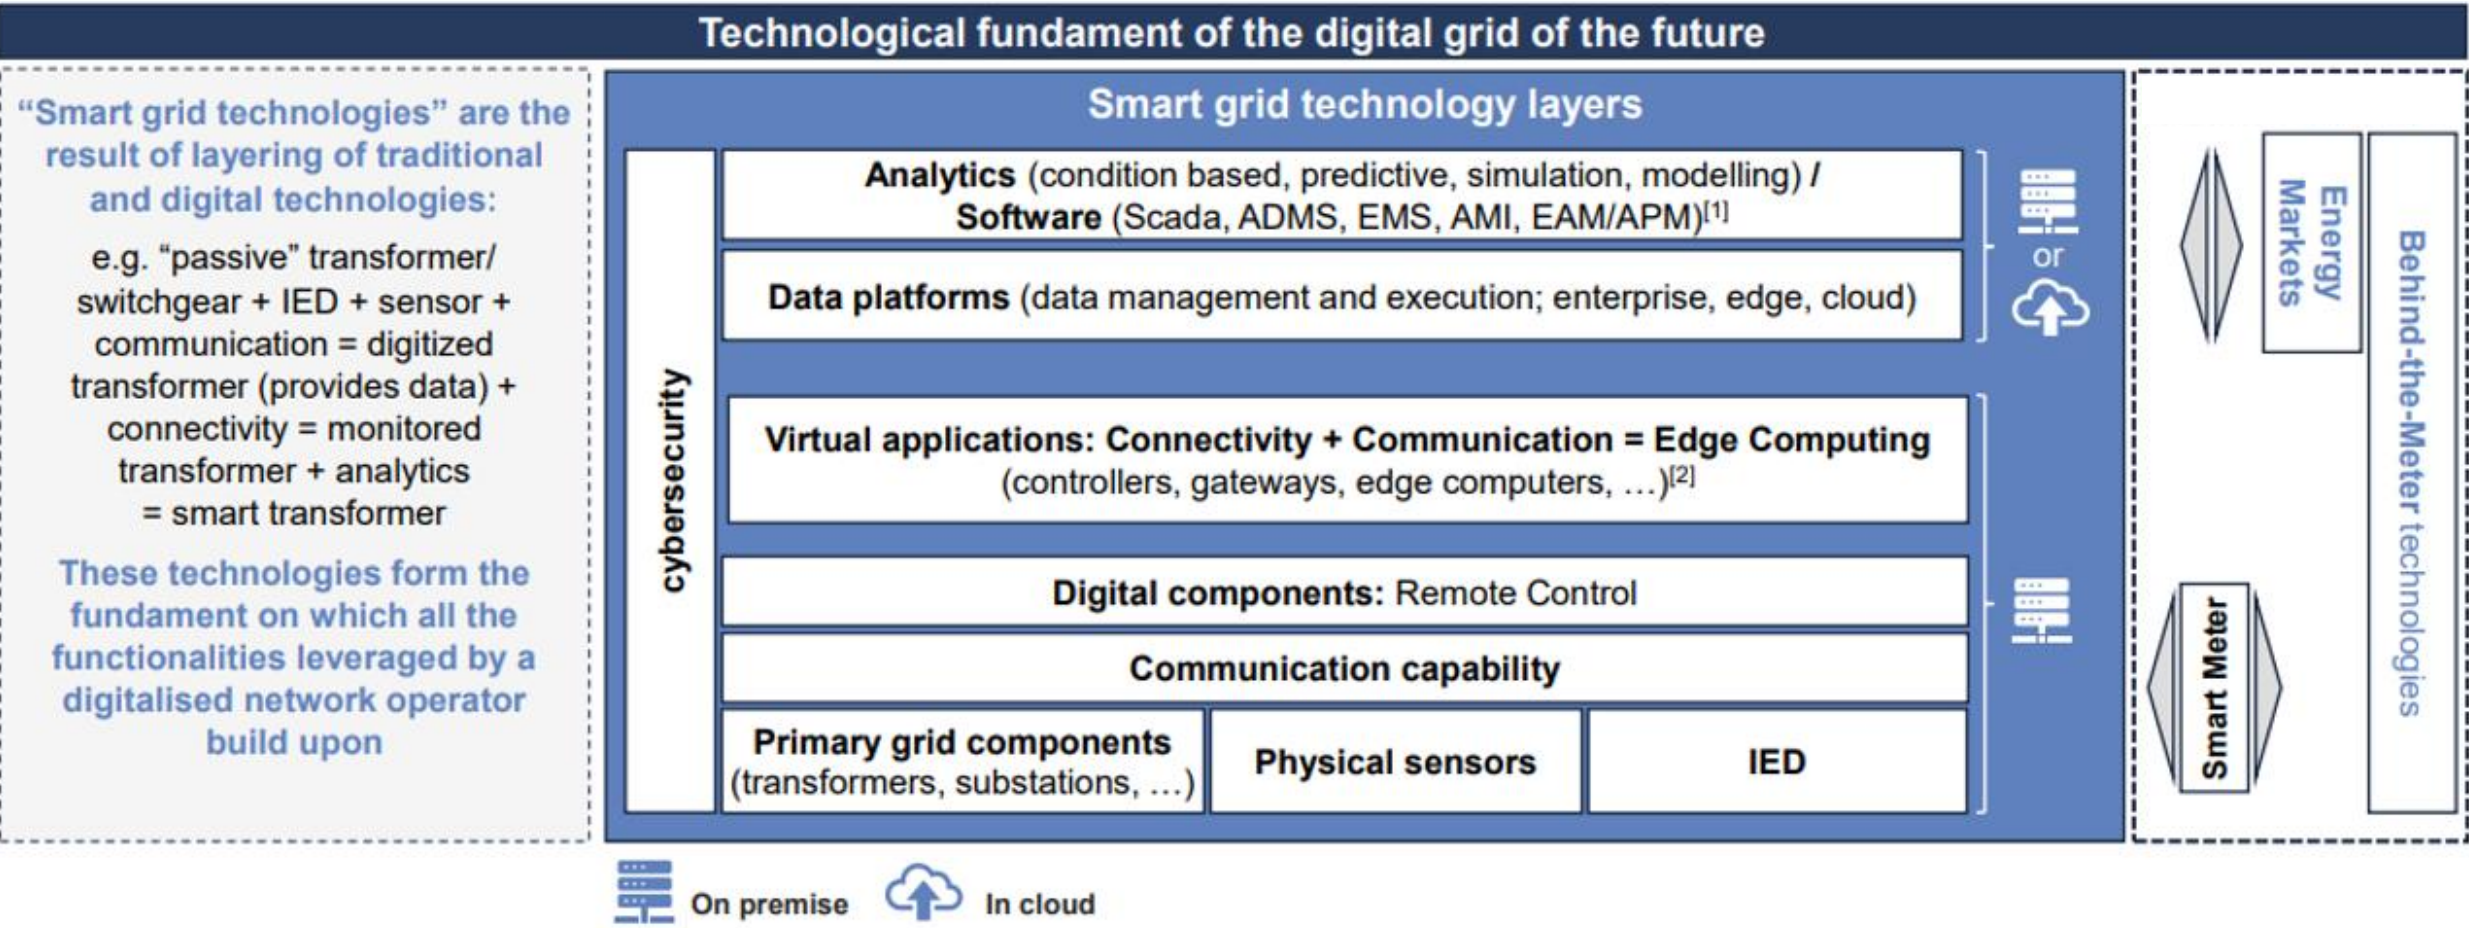 Technological fundament of the digital grid of the future
“Smart grid technologies” are the
result of layering of traditional
and digital technologies:
e.g. “passive” transformer/
switchgear + IED + sensor +
communication = digitized
transformer (provides data) +
connectivity = monitored
transformer + analytics
= smart transformer
These technologies form the
fundament on which all the
functionalities leveraged by a
digitalised network operator
build upon
Smart grid technology layers
cybersecurity
Analytics (condition based, predictive, simulation, modelling) /
Software (Scada, ADMS, EMS, AMI, EAM/APM)[1]
Data platforms (data management and execution; enterprise, edge, cloud)
or
Virtual applications: Connectivity + Communication = Edge Computing
(controllers, gateways, edge computers, …)[2]
Digital components: Remote Control
Communication capability
Primary grid components
(transformers, substations, …)
Physical sensors
IED
Energy
Markets
Smart Meter
Behind-the-Meter technologies
On premise
In cloud